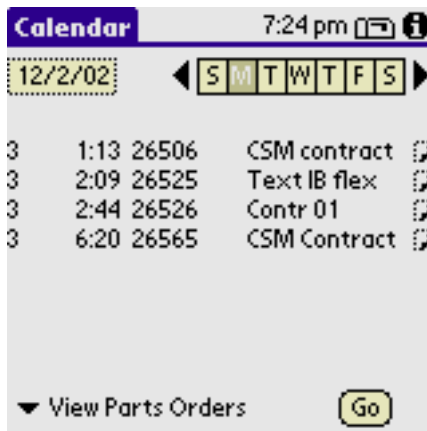 Calendar 7:24 pm
12/2/02 S M T W T F S
3 1:13 26506 CSM contract
3 2:09 26525 Text IB flex
3 2:44 26526 Contr 01
3 6:20 26565 CSM Contract
View Parts Orders Go